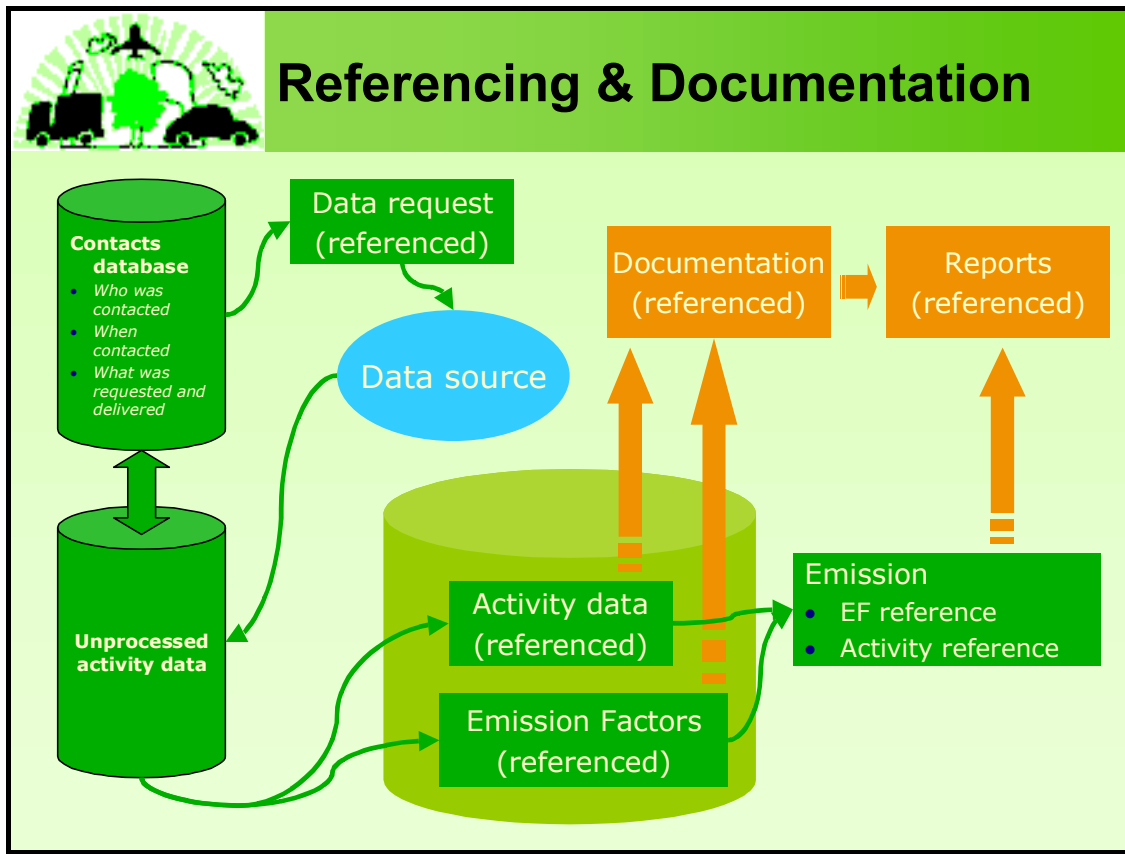 Referencing & Documentation
Contacts
database
• Who was
contacted
• When
contacted
• What was
requested and
delivered
Data request
(referenced)
Data source
Documentation
(referenced)
Reports
(referenced)
Unprocessed
activity data
Activity data
(referenced)
Emission Factors
(referenced)
Emission
• EF reference
• Activity reference